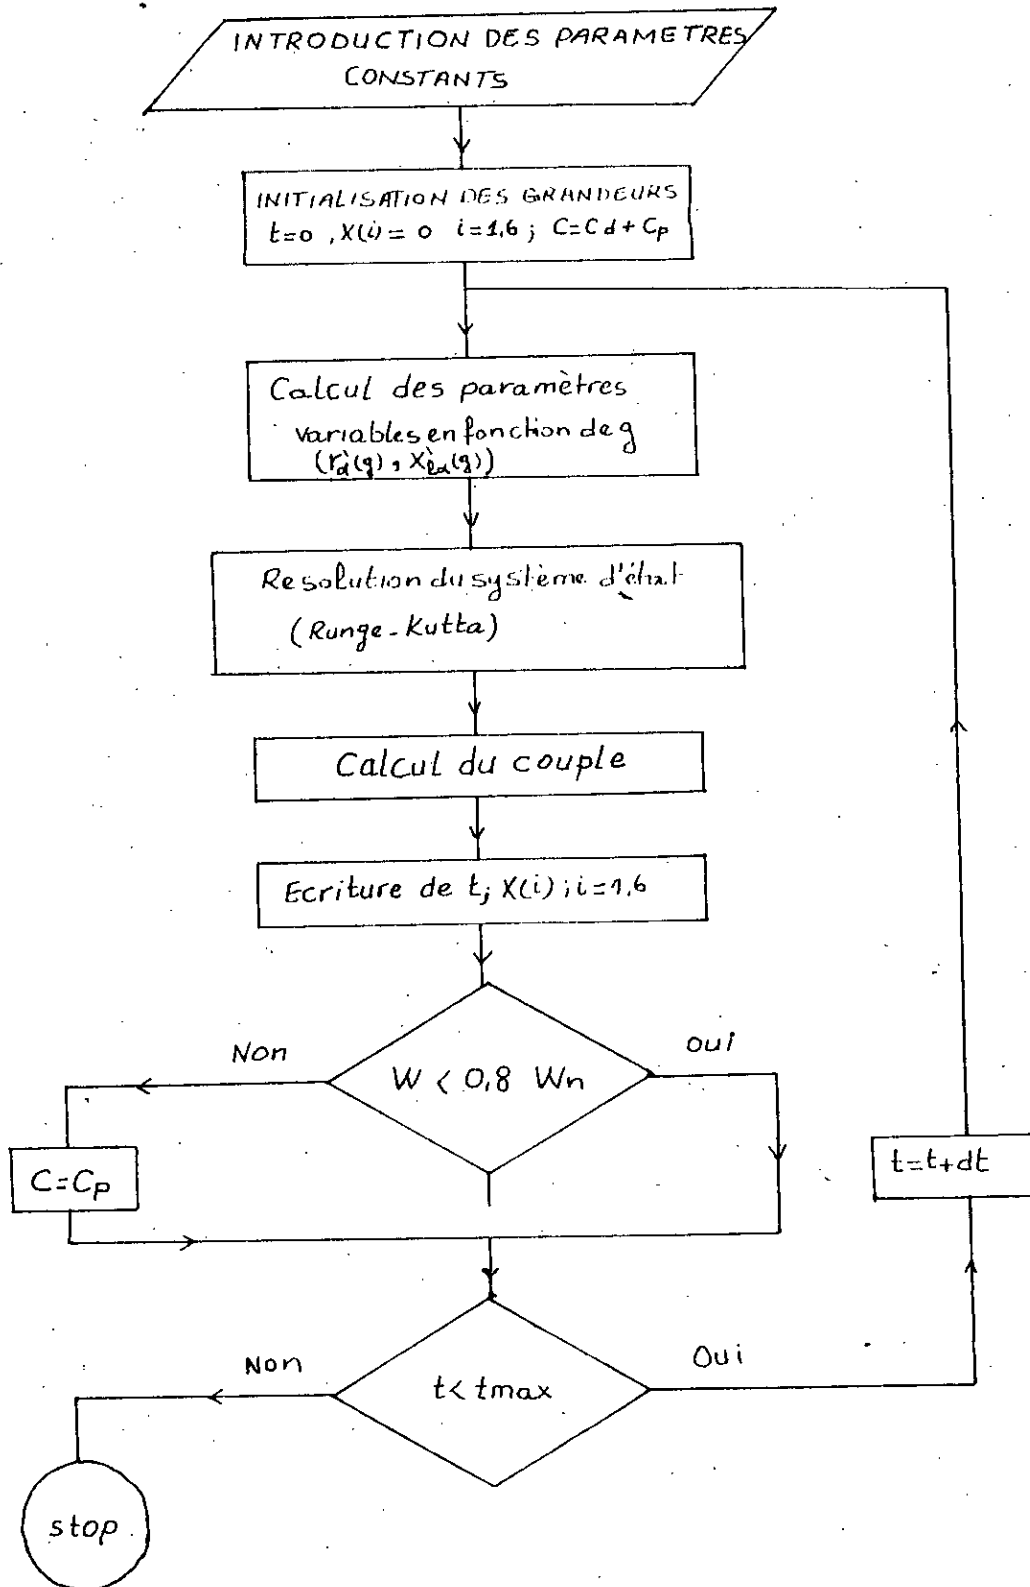 INTRODUCTION DES PARAMETRES
CONSTANTS
INITIALISATION DES GRANDEURS
t=0 , X(i)= 0 i=1,6 ; C=Cd+Cp
Calcul des paramètres
variables en fonction de g
Resolution du système d'état
(Runge-Kutta)
Calcul du couple
Ecriture de t; X(i); i=1,6
Non
oui
W < 0,8 Wn
C=Cp
t=t+dt
Non
Oui
t< tmax
stop